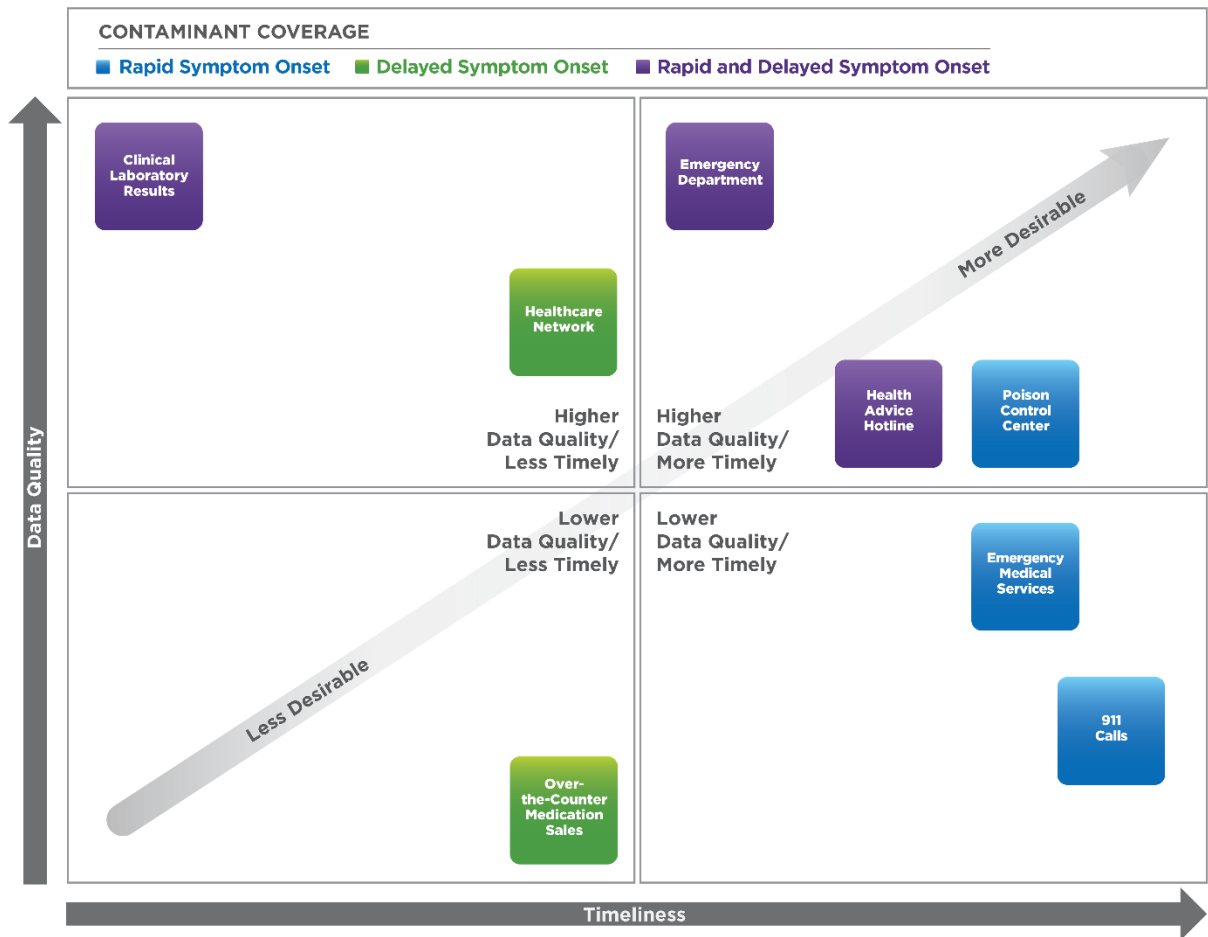 CONTAMINANT COVERAGE
Rapid Symptom Onset Delayed Symptom Onset Rapid and Delayed Symptom Onset
Data Quality
Clinical
Laboratory
Results
Healthcare
Network
Higher
Data Quality/
Less Timely
Emergency
Department
More Desirable
Health
Advice
Hotline
Poison
Control
Center
Higher
Data Quality/
More Timely
Lower
Data Quality/
Less Timely
Less Desirable
Over-
the-Counter
Medication
Sales
Lower
Data Quality/
More Timely
Emergency
Medical
Services
911
Calls
Timeliness